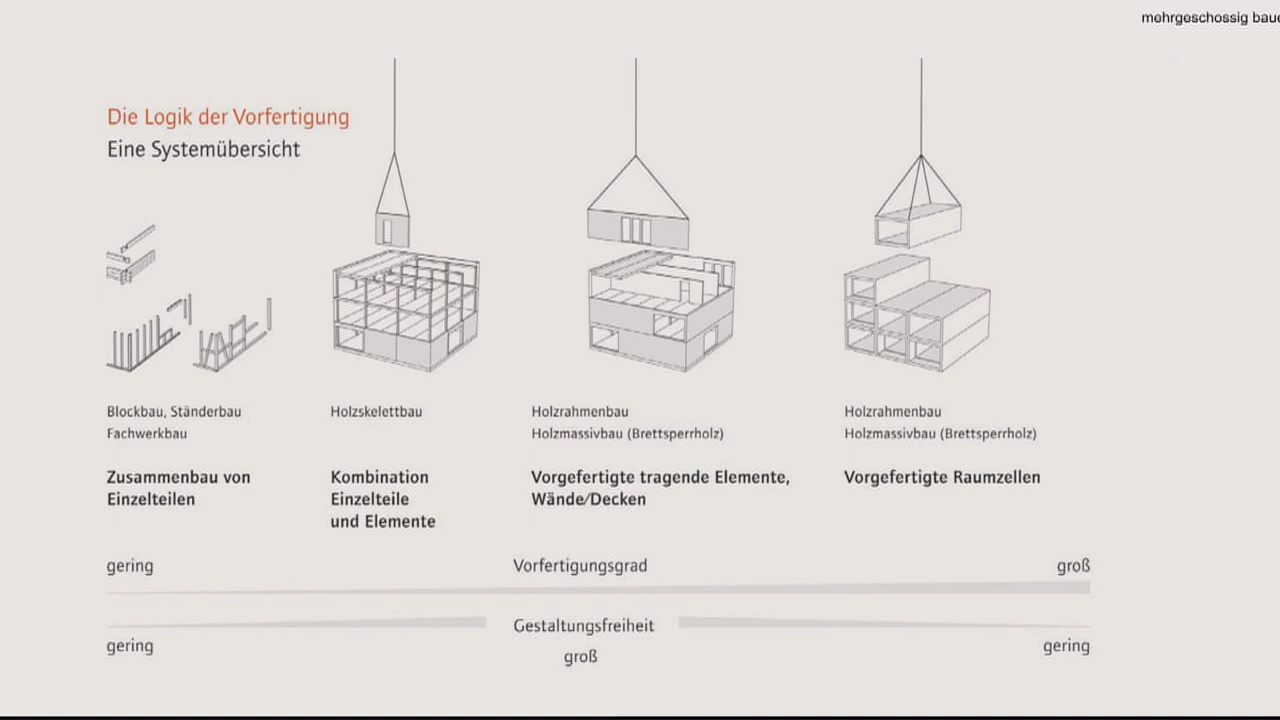 mehrgeschossig
Die Logik der Vorfertigung
Eine Systemübersicht
Blockbau, Ständerbau
Fachwerkbau
Zusammenbau von
Einzelteilen
Holzskelettbau
Kombination
Einzelteile
und Elemente
Holzrahmenbau
Holzmassivbau (Brettsperrholz)
Vorgefertigte tragende Elemente,
Wände/Decken
Holzrahmenbau
Holzmassivbau (Brettsperrholz)
Vorgefertigte Raumzellen
gering Vorfertigungsgrad groß
Gestaltungsfreiheit
gering groß gering